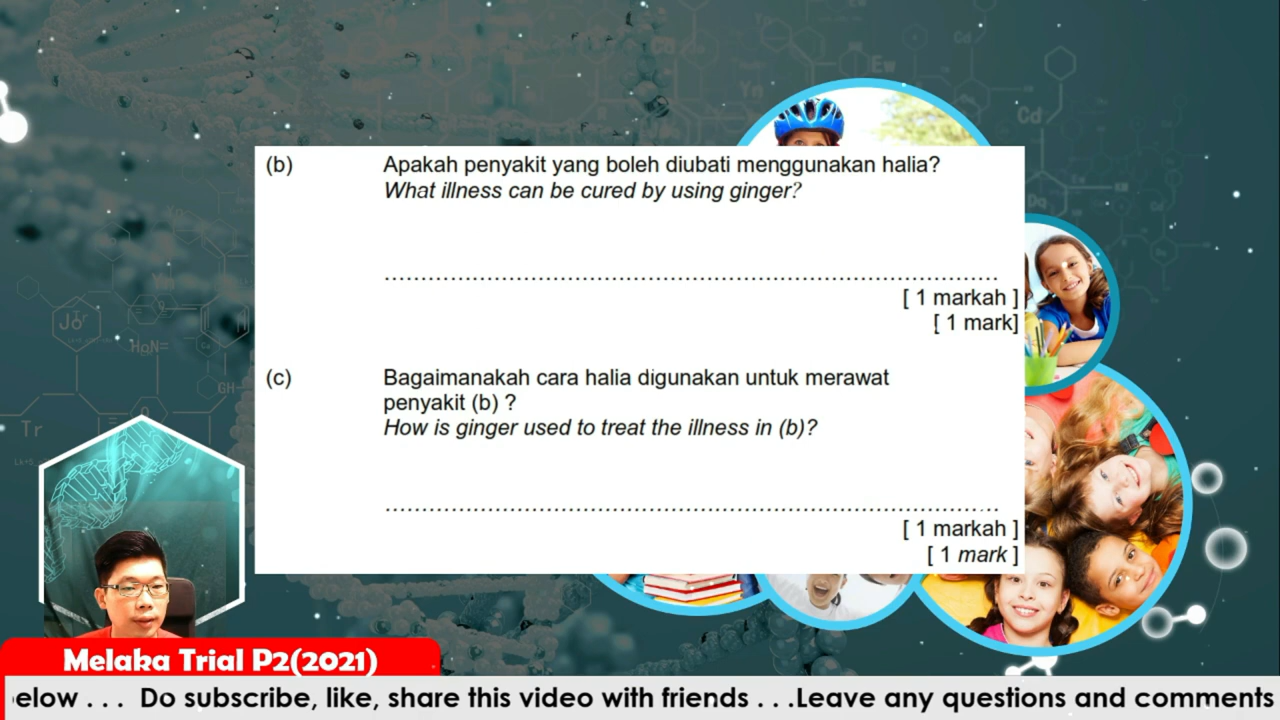 (b) Apakah penyakit yang boleh diubati menggunakan halia?
What illness can be cured by using ginger?
[ 1 markah ]
[ 1 mark]
(c) Bagaimanakah cara halia digunakan untuk merawat
penyakit (b) ?
How is ginger used to treat the illness in (b)?
[ 1 markah ]
[ 1 mark ]
Melaka Trial P2(2021)
elow . . . Do subscribe, like, share this video with friends . . .Leave any questions and comments